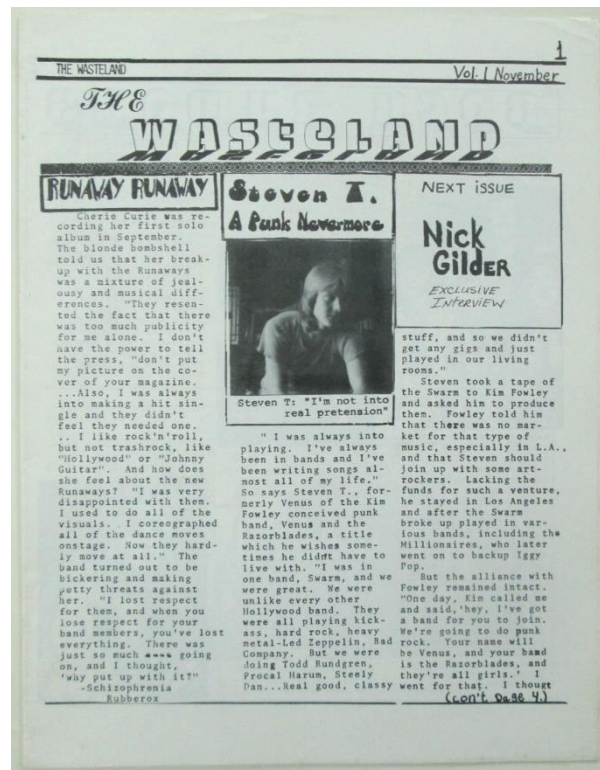 1
THE WASTELAND
Vol. 1 November
THE
WASTELAND
RUNAWAY RUNAWAY
Cherie Curie was re-
cording her first solo
album in September.
The blonde bombshell
told us that her break-
up with the Runaways
was a mixture of jeal-
ousy and musical diff-
erences. "They resen-
ted the fact that there
was too much publicity
for me alone. I don't
have the power to tell
the press, "don't put
my picture on the co-
ver of your magazine.
...Also, I was always
into making a hit sin-
gle and they didn't
feel they needed one.
.. I like rock'n'roll,
but not trashrock, like
"Hollywood" or "Johnny
Guitar". And how does
she feel about the new
Runaways? "I was very
disappointed with them.
I used to do all of the
visuals. I coreographed
all of the dance moves
onstage. Now they hard-
ly move at all." The
band turned out to be
bickering and making
petty threats against
her. "I lost respect
for them, and when you
lose respect for your
band members, you've lost
everything. There was
just so much going
on, and I thought,
'why put up with it?"
-Schizophrenia
Rubberox
Steven T.
A Punk Nevermore
Steven T: "I'm not into
real pretension"
" I was always into
playing. I've always
been in bands and I've
been writing songs al-
most all of my life."
So says Steven T., for-
merly Venus of the Kim
Fowley conceived punk
band, Venus and the
Razorblades, a title
which he wishes some-
times he didn't have to
live with. "I was in
one band, Swarm, and we
were great. We were
unlike every other
Hollywood band. They
were all playing kick-
ass, hard rock, heavy
metal-Led Zeppelin, Bad
Company. But we were
doing Todd Rundgren,
Procal Harum, Steely
Dan...Real good, classy
NEXT ISSUE
Nick
GILDER
EXCLUSIVE
INTERVIEW
stuff, and so we didn't
get any gigs and just
played in our living
rooms."
Steven took a tape of
the Swarm to Kim Fowley
and asked him to produce
them. Fowley told him
that there was no mar-
ket for that type of
music, especially in L.A.,
and that Steven should
join up with some art-
rockers. Lacking the
funds for such a venture,
he stayed in Los Angeles
and after the Swarm
broke up played in var-
ious bands, including the
Millionaires, who later
went on to backup Iggy
Pop.
But the alliance with
Fowley remained intact.
"One day, Kim called me
and said,'hey, I've got
a band for you to join.
We're going to do punk
rock. Your name will
be Venus, and your band
is the Razorblades, and
they're all girls.' I
went for that. I thougt
(con't page 4.)